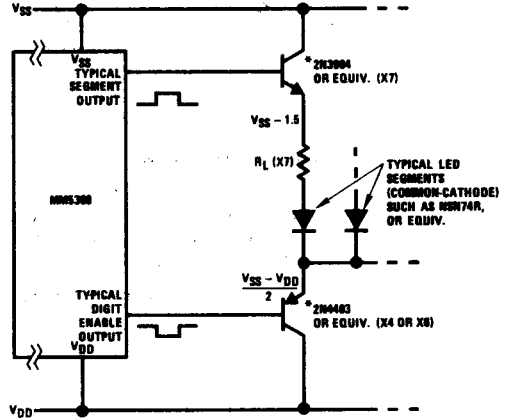 VSS
VSS
TYPICAL
SEGMENT
OUTPUT
*2N3904
OR EQUIV. (X7)
VSS – 1.5
RL (X7)
TYPICAL LED
SEGMENTS
(COMMON-CATHODE)
SUCH AS NSN74R,
OR EQUIV.
VSS – VDD
2
TYPICAL
DIGIT
ENABLE
OUTPUT
*2N4403
OR EQUIV. (X4 OR X6)
VDD
VDD